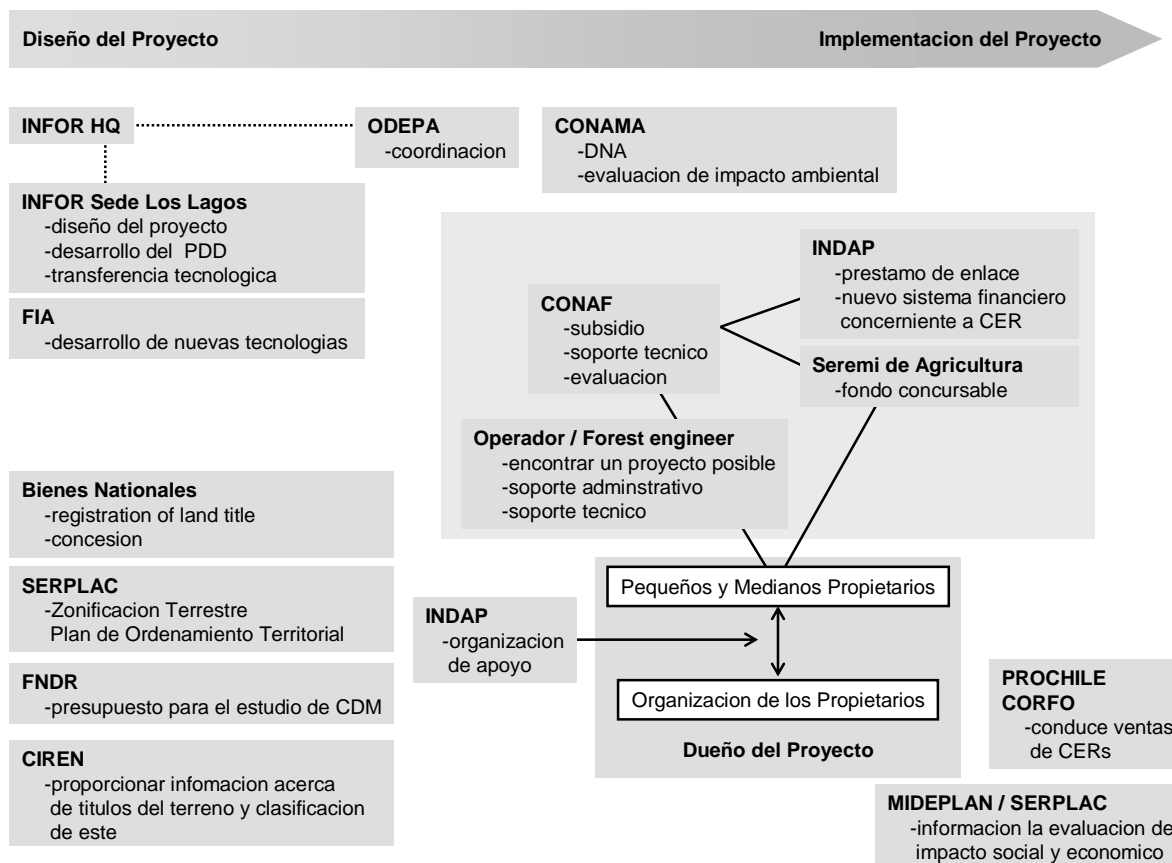 Diseño del Proyecto
Implementacion del Proyecto
INFOR HQ
ODEPA
-coordinacion
CONAMA
-DNA
-evaluacion de impacto ambiental
INFOR Sede Los Lagos
-diseño del proyecto
-desarrollo del PDD
-transferencia tecnologica
FIA
-desarrollo de nuevas tecnologias
CONAF
-subsidio
-soporte tecnico
-evaluacion
INDAP
-prestamo de enlace
-nuevo sistema financiero
concerniente a CER
Seremi de Agricultura
-fondo concursable
Operador / Forest engineer
-encontrar un proyecto posible
-soporte adminstrativo
-soporte tecnico
Bienes Nationales
-registration of land title
-concesion
SERPLAC
-Zonificacion Terrestre
Plan de Ordenamiento Territorial
FNDR
-presupuesto para el estudio de CDM
CIREN
-proporcionar infomacion acerca
de titulos del terreno y clasificacion
de este
INDAP
-organizacion
de apoyo
Pequeños y Medianos Propietarios
Organizacion de los Propietarios
Dueño del Proyecto
PROCHILE
CORFO
-conduce ventas
de CERs
MIDEPLAN / SERPLAC
-informacion la evaluacion de
impacto social y economico